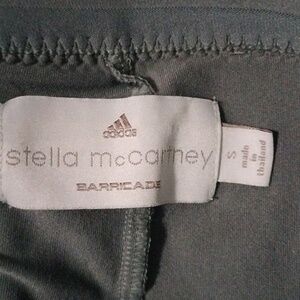 adidas
stella mccartney
BARRICADE
S
made
in
thailand